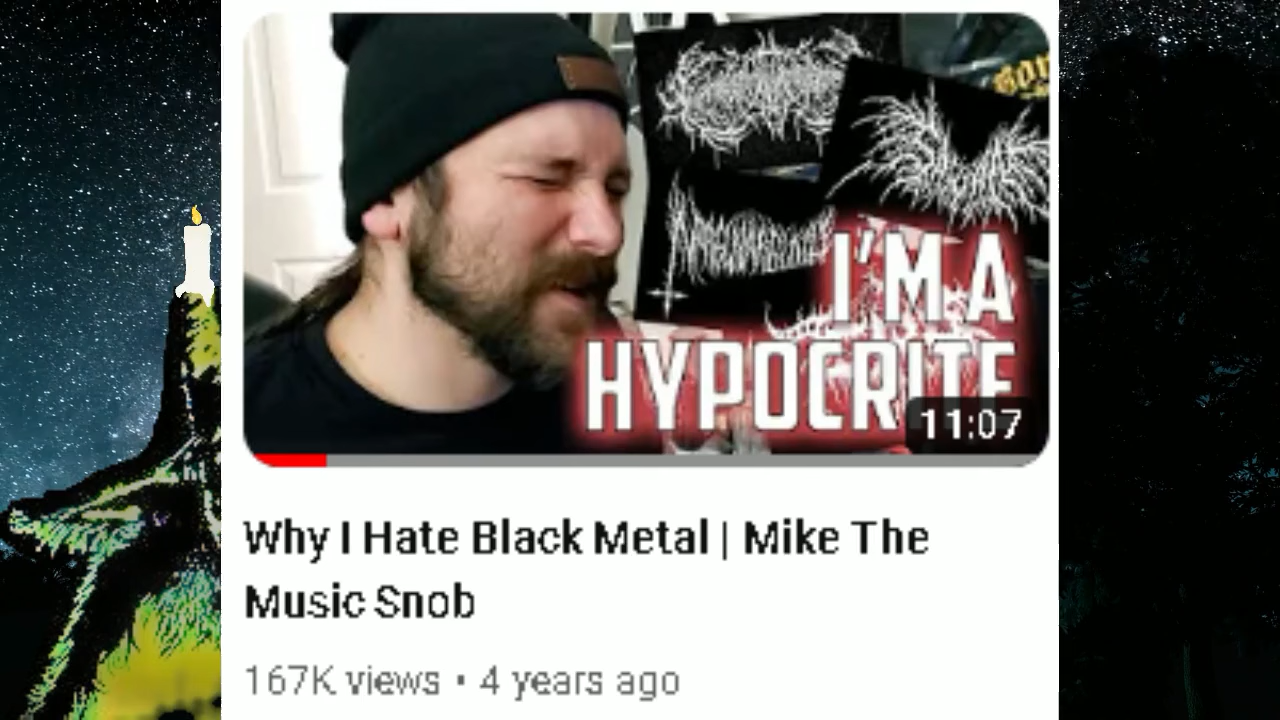 I'M A
HYPOCRITE
11:07
Why I Hate Black Metal | Mike The
Music Snob
167K views • 4 years ago